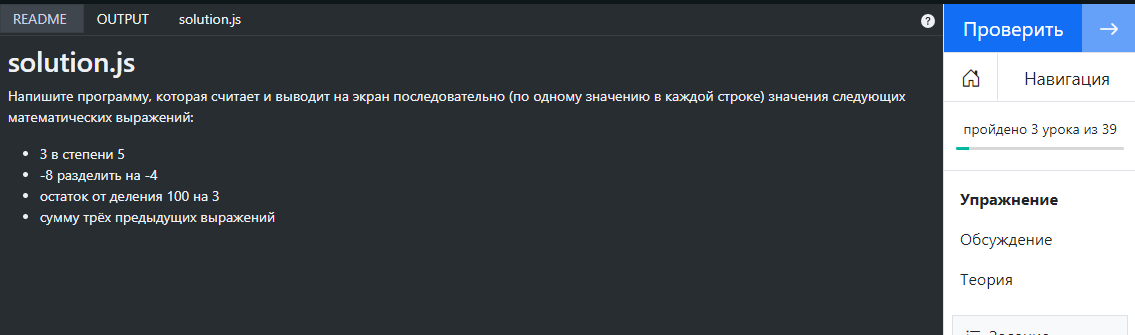 README OUTPUT solution.js ?
Проверить →
solution.js
Напишите программу, которая считает и выводит на экран последовательно (по одному значению в каждой строке) значения следующих
математических выражений:
• 3 в степени 5
• -8 разделить на -4
• остаток от деления 100 на 3
• сумму трёх предыдущих выражений
Навигация
пройдено 3 урока из 39
Упражнение
Обсуждение
Теория